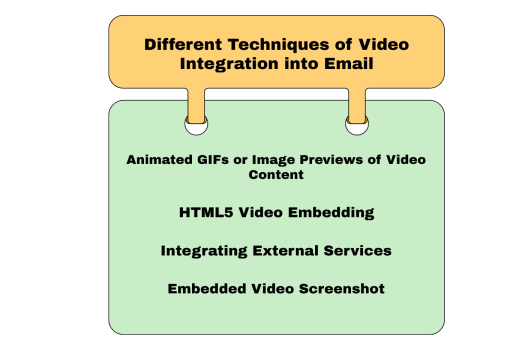 Different Techniques of Video
Integration into Email
Animated GIFs or Image Previews of Video
Content
HTML5 Video Embedding
Integrating External Services
Embedded Video Screenshot